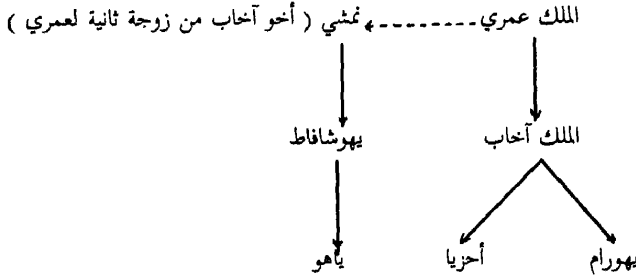 الملك عمري نمشي ( أخو آخاب من زوجة ثانية لعمري )
الملك آخاب يهوشافاط
يهورام أحزيا ياهو